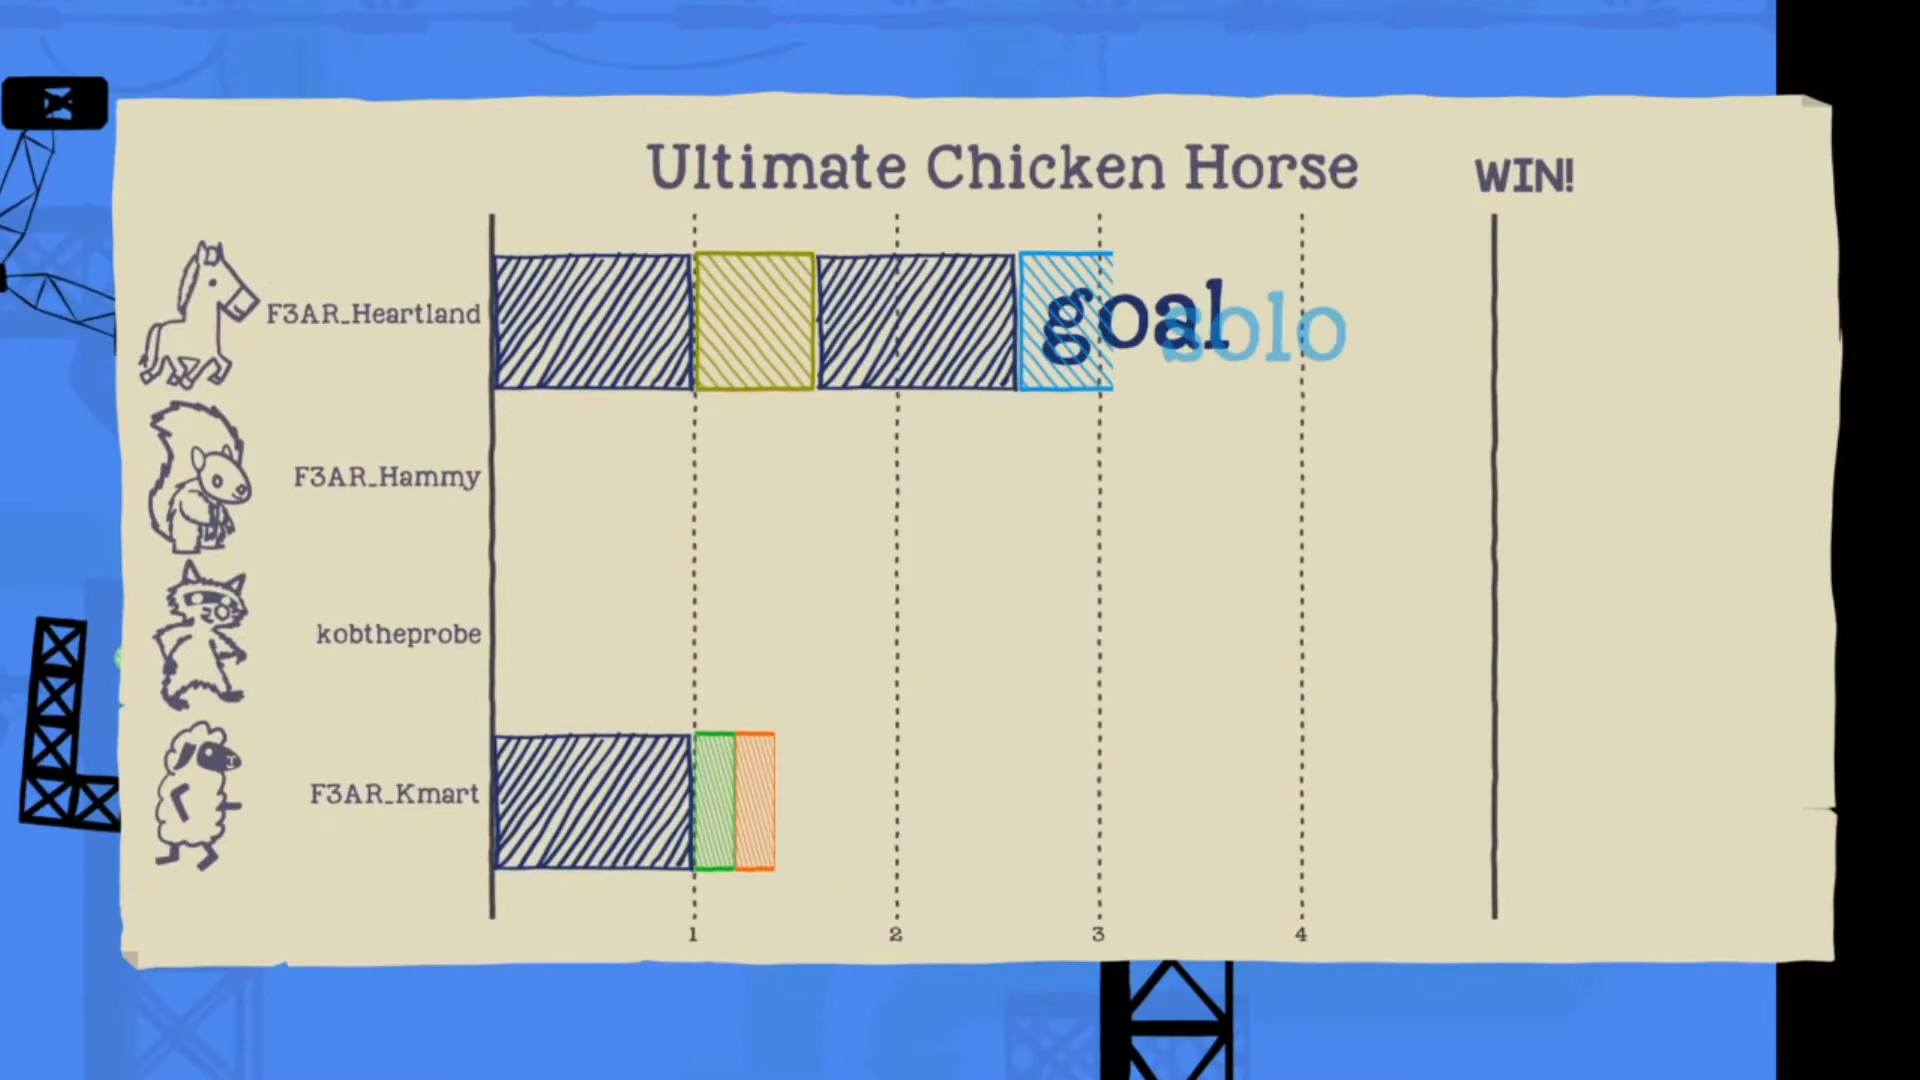 Ultimate Chicken Horse
WIN!
F3AR_Heartland
goal
solo
F3AR_Hammy
kobtheprobe
F3AR_Kmart
1 2 3 4